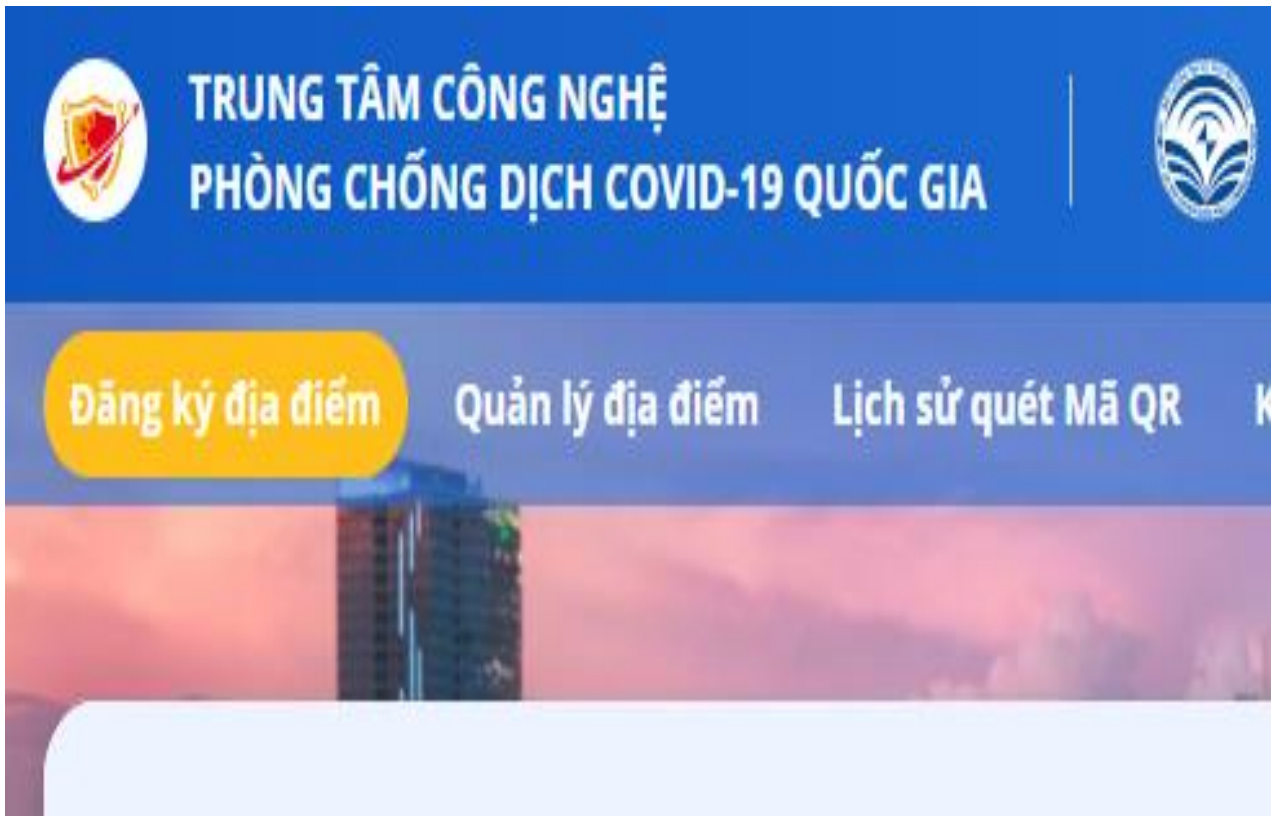 TRUNG TÂM CÔNG NGHỆ
PHÒNG CHỐNG DỊCH COVID-19 QUỐC GIA
Đăng ký địa điểm Quản lý địa điểm Lịch sử quét Mã QR K